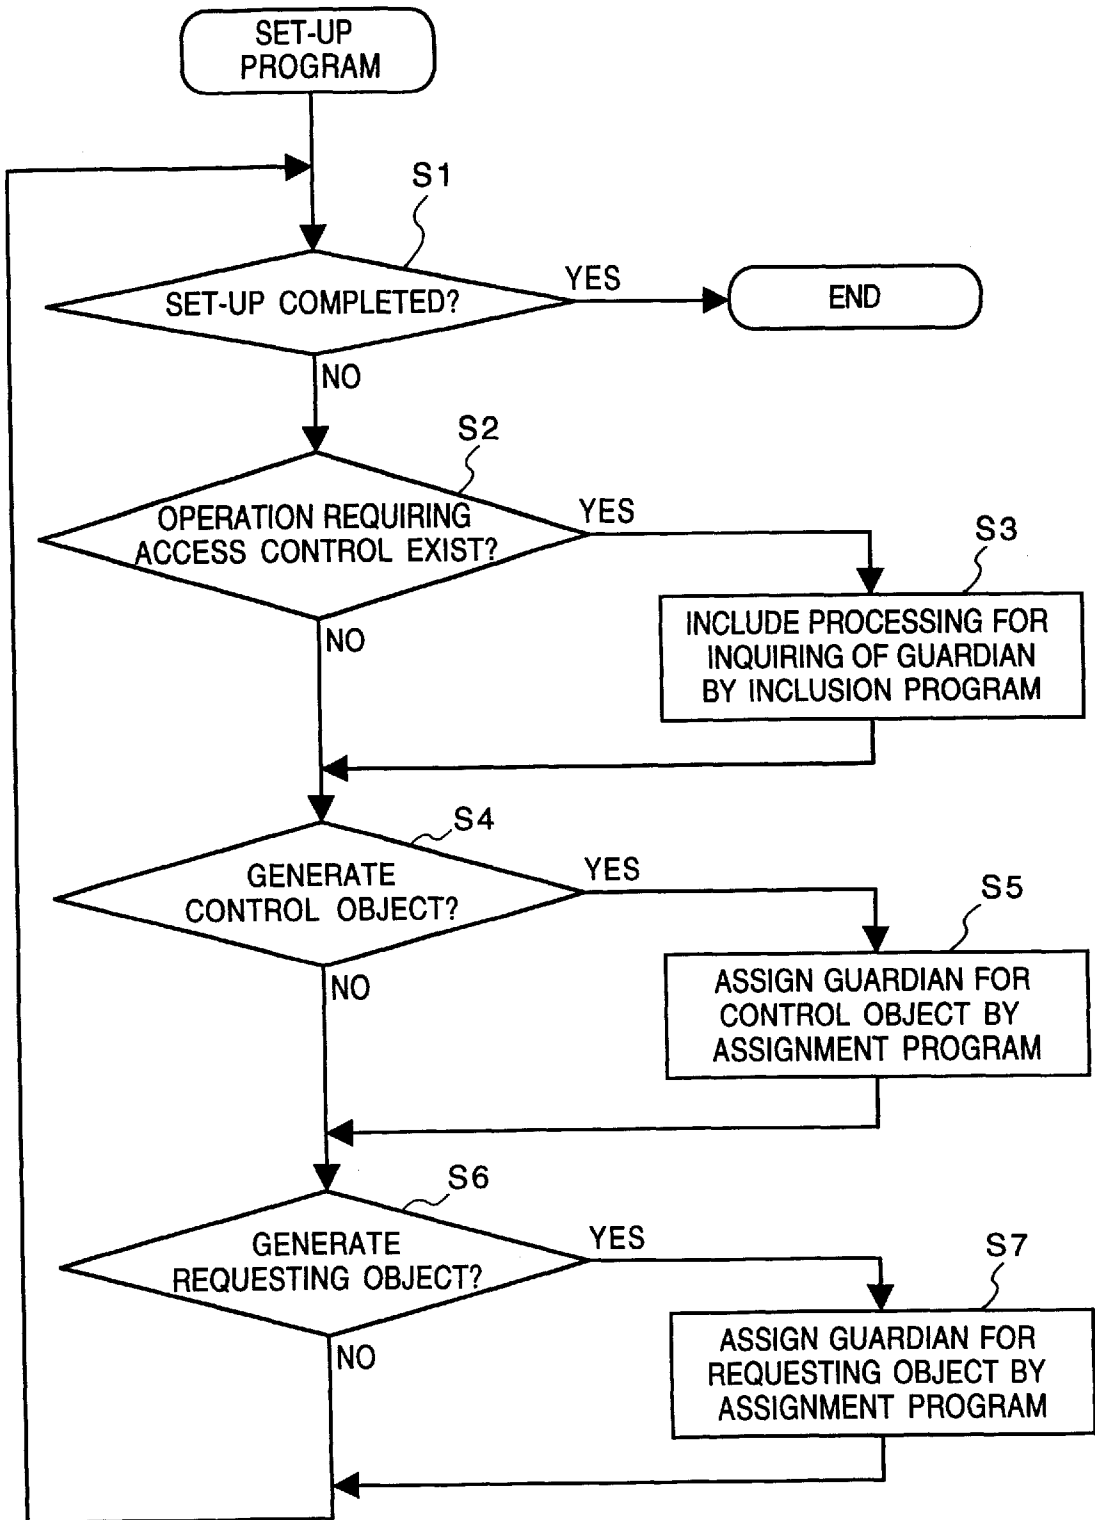 SET-UP
PROGRAM
S1
SET-UP COMPLETED?
YES
END
NO
S2
OPERATION REQUIRING
ACCESS CONTROL EXIST?
YES
S3
INCLUDE PROCESSING FOR
INQUIRING OF GUARDIAN
BY INCLUSION PROGRAM
NO
S4
GENERATE
CONTROL OBJECT?
YES
S5
ASSIGN GUARDIAN FOR
CONTROL OBJECT BY
ASSIGNMENT PROGRAM
NO
S6
GENERATE
REQUESTING OBJECT?
YES
S7
ASSIGN GUARDIAN FOR
REQUESTING OBJECT BY
ASSIGNMENT PROGRAM
NO